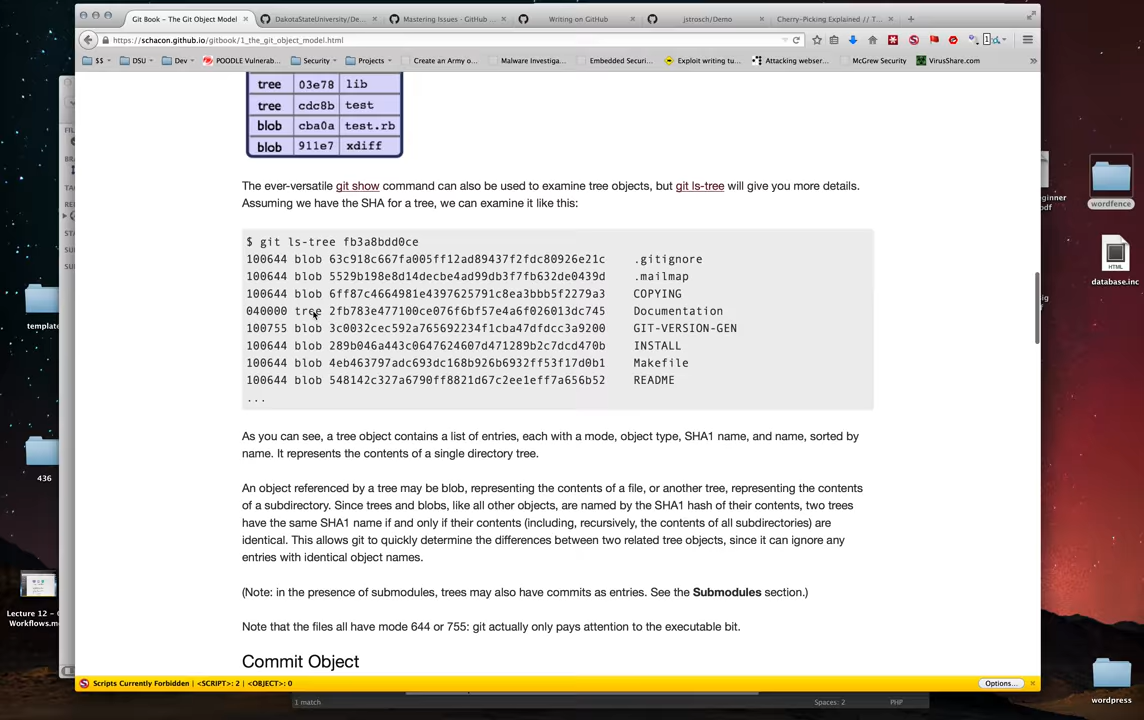 Git Book – The Git Object Model
DakotaStateUniversity/De...
Mastering Issues · GitHub ...
Writing on GitHub
jstrosch/Demo
Cherry-Picking Explained // T...
https://schacon.github.io/gitbook/1_the_git_object_model.html
$$
DSU
Dev
POODLE Vulnerab...
Security
Projects
Create an Army o...
Malware Investiga...
Embedded Securi...
Exploit writing tu...
Attacking webser...
McGrew Security
VirusShare.com
tree 03e78 lib
tree cdc8b test
blob cba0a test.rb
blob 911e7 xdiff
The ever-versatile git show command can also be used to examine tree objects, but git ls-tree will give you more details.
Assuming we have the SHA for a tree, we can examine it like this:
$ git ls-tree fb3a8bdd0ce
100644 blob 63c918c667fa005ff12ad89437f2fdc80926e21c .gitignore
100644 blob 5529b198e8d14decbe4ad99db3f7fb632de0439d .mailmap
100644 blob 6ff87c4664981e4397625791c8ea3bbb5f2279a3 COPYING
040000 tree 2fb783e477100ce076f6bf57e4a6f026013dc745 Documentation
100755 blob 3c0032cec592a765692234f1cba47dfdcc3a9200 GIT-VERSION-GEN
100644 blob 289b046a443c0647624607d471289b2c7dcd470b INSTALL
100644 blob 4eb463797adc693dc168b926b6932ff53f17d0b1 Makefile
100644 blob 548142c327a6790ff8821d67c2ee1eff7a656b52 README
...
As you can see, a tree object contains a list of entries, each with a mode, object type, SHA1 name, and name, sorted by
name. It represents the contents of a single directory tree.
An object referenced by a tree may be blob, representing the contents of a file, or another tree, representing the contents
of a subdirectory. Since trees and blobs, like all other objects, are named by the SHA1 hash of their contents, two trees
have the same SHA1 name if and only if their contents (including, recursively, the contents of all subdirectories) are
identical. This allows git to quickly determine the differences between two related tree objects, since it can ignore any
entries with identical object names.
(Note: in the presence of submodules, trees may also have commits as entries. See the Submodules section.)
Note that the files all have mode 644 or 755: git actually only pays attention to the executable bit.
Commit Object
Scripts Currently Forbidden | <SCRIPT>: 2 | <OBJECT>: 0
Options...
1 match
Spaces: 2
PHP
template
436
Lecture 12 –
Workflows.m
wordfence
database.inc
wordpress